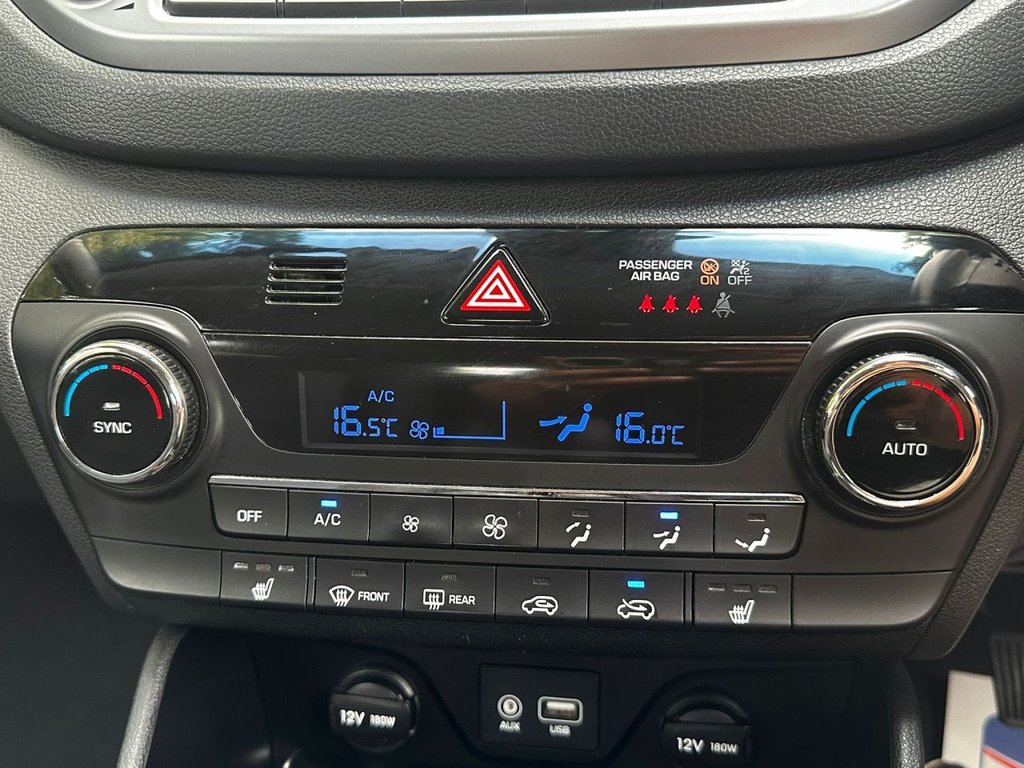 PASSENGER
AIR BAG ON OFF
A/C
16.5°C 16.0°C
SYNC
AUTO
OFF A/C
FRONT REAR
12V 180W
AUX USB
12V 180W